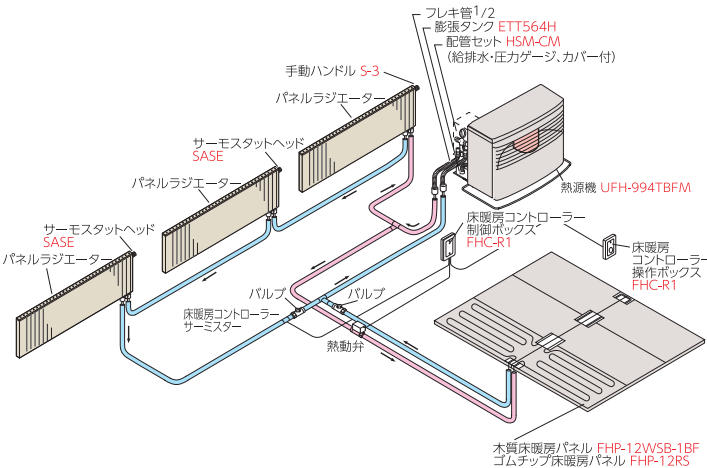 フレキ管1/2
膨張タンク ETT564H
配管セット HSM-CM
(給排水・圧力ゲージ、カバー付)
手動ハンドル S-3
パネルラジエーター
サーモスタットヘッド
SASE
パネルラジエーター
熱源機 UFH-994TBFM
サーモスタットヘッド
SASE
パネルラジエーター
床暖房コントローラー
制御ボックス
FHC-R1
床暖房
コントローラー
操作ボックス
FHC-R1
バルブ
バルブ
床暖房コントローラー
サーミスター
熱動弁
木質床暖房パネル FHP-12WSB-1BF
ゴムチップ床暖房パネル FHP-12RS